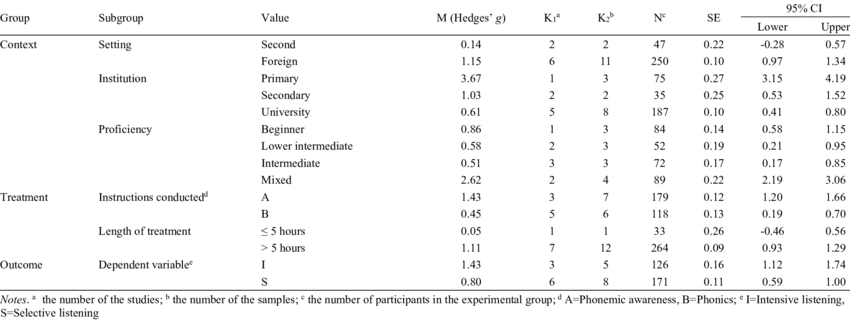 Group Subgroup Value M (Hedges' g) K₁ᵃ K₂ᵇ Nᶜ SE 95% CI
Lower Upper
Context Setting Second 0.14 2 2 47 0.22 -0.28 0.57
Foreign 1.15 6 11 250 0.10 0.97 1.34
Institution Primary 3.67 1 3 75 0.27 3.15 4.19
Secondary 1.03 2 2 35 0.25 0.53 1.52
University 0.61 5 8 187 0.10 0.41 0.80
Proficiency Beginner 0.86 1 3 84 0.14 0.58 1.15
Lower intermediate 0.58 2 3 52 0.19 0.21 0.95
Intermediate 0.51 3 3 72 0.17 0.17 0.85
Mixed 2.62 2 4 89 0.22 2.19 3.06
Treatment Instructions conductedᵈ A 1.43 3 7 179 0.12 1.20 1.66
B 0.45 5 6 118 0.13 0.19 0.70
Length of treatment ≤ 5 hours 0.05 1 1 33 0.26 -0.46 0.56
> 5 hours 1.11 7 12 264 0.09 0.93 1.29
Outcome Dependent variableᵉ I 1.43 3 5 126 0.16 1.12 1.74
S 0.80 6 8 171 0.11 0.59 1.00
Notes. ᵃ the number of the studies; ᵇ the number of the samples; ᶜ the number of participants in the experimental group; ᵈ A=Phonemic awareness, B=Phonics; ᵉ I=Intensive listening,
S=Selective listening